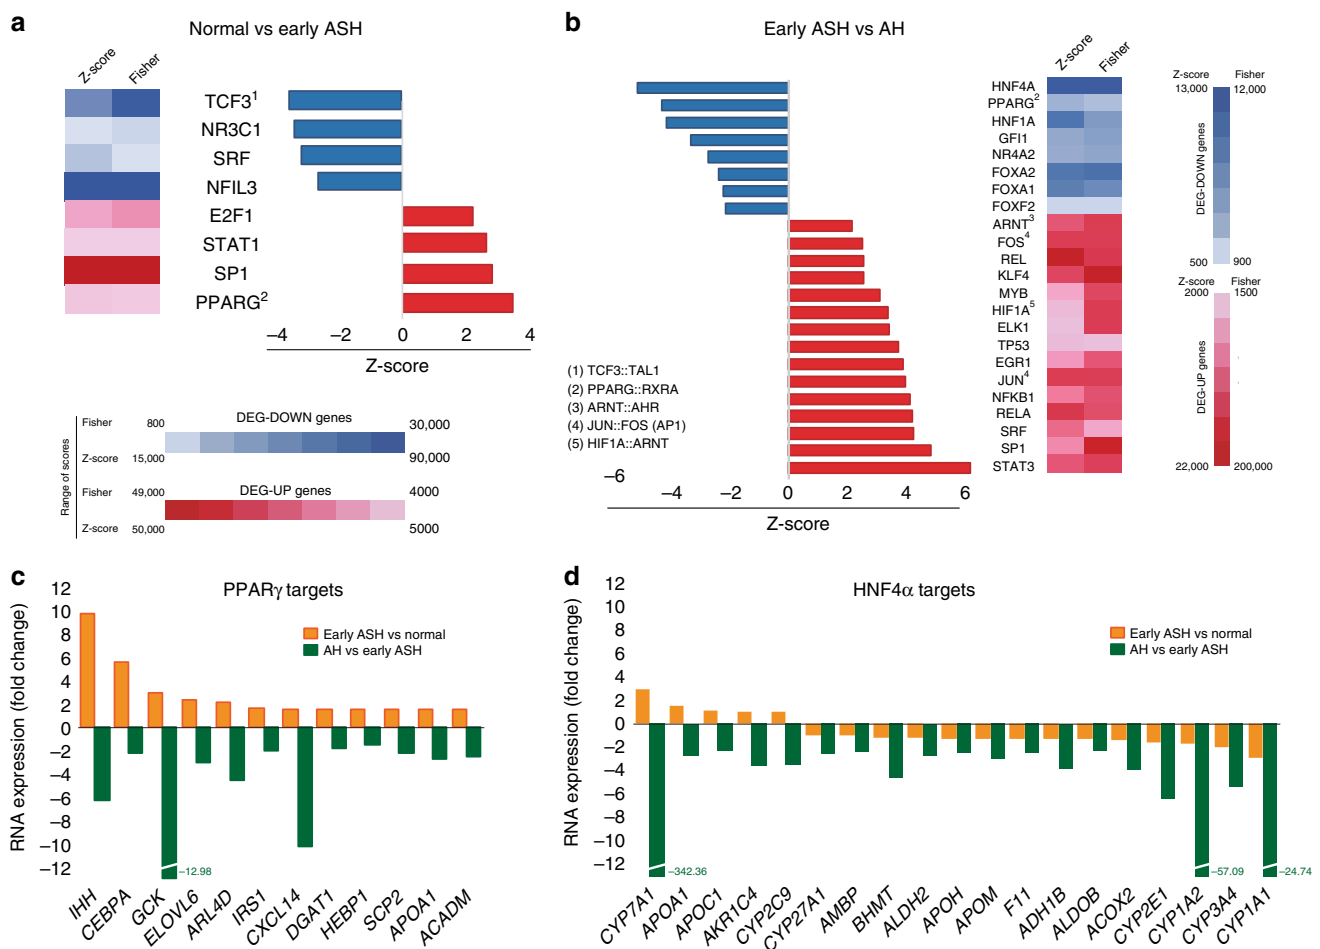 a
Normal vs early ASH
Z-score
Fisher
TCF31
NR3C1
SRF
NFIL3
E2F1
STAT1
SP1
PPARG2
−4 −2 0 2 4
Z-score
Range of scores
Fisher 800 DEG-DOWN genes 30,000
Z-score 15,000 90,000
Fisher 49,000 DEG-UP genes 4000
Z-score 50,000 5000
b
Early ASH vs AH
Z-score
Fisher
HNF4A
PPARG2
HNF1A
GFI1
NR4A2
FOXA2
FOXA1
FOXF2
ARNT3
FOS4
REL
KLF4
MYB
HIF1A5
ELK1
TP53
EGR1
JUN4
NFKB1
RELA
SRF
SP1
STAT3
(1) TCF3::TAL1
(2) PPARG::RXRA
(3) ARNT::AHR
(4) JUN::FOS (AP1)
(5) HIF1A::ARNT
−6 −4 −2 0 2 4 6
Z-score
Z-score Fisher
13,000 12,000
DEG-DOWN genes
500 900
Z-score Fisher
2000 1500
DEG-UP genes
22,000 200,000
c
PPARγ targets
RNA expression (fold change)
12
10
8
6
4
2
0
−2
−4
−6
−8
−10
−12
Early ASH vs normal
AH vs early ASH
−12.98
IHH
CEBPA
GCK
ELOVL6
ARL4D
IRS1
CXCL14
DGAT1
HEBP1
SCP2
APOA1
ACADM
d
HNF4α targets
RNA expression (fold change)
12
10
8
6
4
2
0
−2
−4
−6
−8
−10
−12
Early ASH vs normal
AH vs early ASH
−342.36
−57.09
−24.74
CYP7A1
APOA1
APOC1
AKR1C4
CYP2C9
CYP27A1
AMBP
BHMT
ALDH2
APOH
APOM
F11
ADH1B
ALDOB
ACOX2
CYP2E1
CYP1A2
CYP3A4
CYP1A1